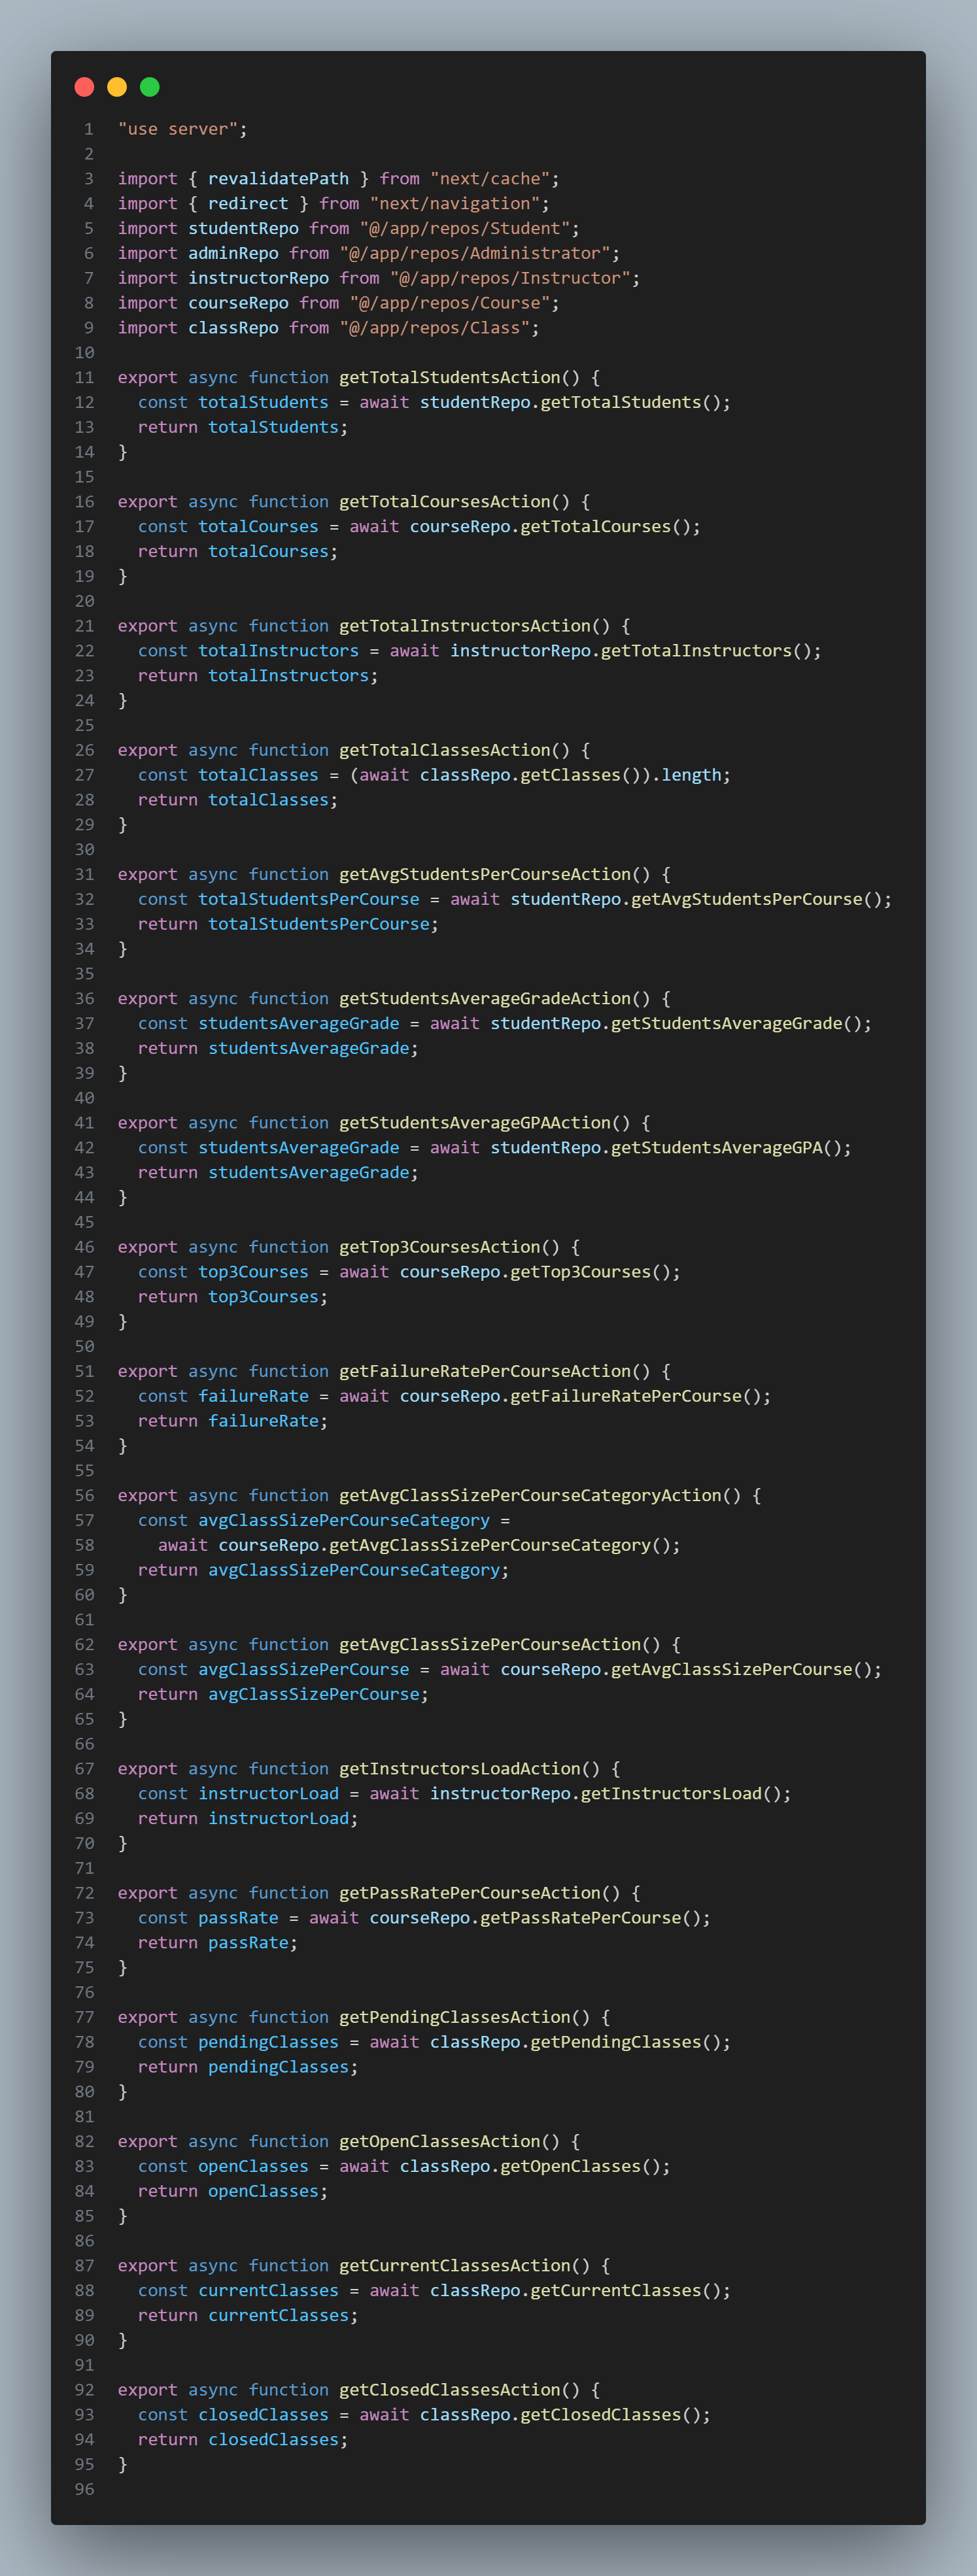 1 "use server";
2
3 import { revalidatePath } from "next/cache";
4 import { redirect } from "next/navigation";
5 import studentRepo from "@/app/repos/Student";
6 import adminRepo from "@/app/repos/Administrator";
7 import instructorRepo from "@/app/repos/Instructor";
8 import courseRepo from "@/app/repos/Course";
9 import classRepo from "@/app/repos/Class";
10
11 export async function getTotalStudentsAction() {
12   const totalStudents = await studentRepo.getTotalStudents();
13   return totalStudents;
14 }
15
16 export async function getTotalCoursesAction() {
17   const totalCourses = await courseRepo.getTotalCourses();
18   return totalCourses;
19 }
20
21 export async function getTotalInstructorsAction() {
22   const totalInstructors = await instructorRepo.getTotalInstructors();
23   return totalInstructors;
24 }
25
26 export async function getTotalClassesAction() {
27   const totalClasses = (await classRepo.getClasses()).length;
28   return totalClasses;
29 }
30
31 export async function getAvgStudentsPerCourseAction() {
32   const totalStudentsPerCourse = await studentRepo.getAvgStudentsPerCourse();
33   return totalStudentsPerCourse;
34 }
35
36 export async function getStudentsAverageGradeAction() {
37   const studentsAverageGrade = await studentRepo.getStudentsAverageGrade();
38   return studentsAverageGrade;
39 }
40
41 export async function getStudentsAverageGPAAction() {
42   const studentsAverageGrade = await studentRepo.getStudentsAverageGPA();
43   return studentsAverageGrade;
44 }
45
46 export async function getTop3CoursesAction() {
47   const top3Courses = await courseRepo.getTop3Courses();
48   return top3Courses;
49 }
50
51 export async function getFailureRatePerCourseAction() {
52   const failureRate = await courseRepo.getFailureRatePerCourse();
53   return failureRate;
54 }
55
56 export async function getAvgClassSizePerCourseCategoryAction() {
57   const avgClassSizePerCourseCategory =
58     await courseRepo.getAvgClassSizePerCourseCategory();
59   return avgClassSizePerCourseCategory;
60 }
61
62 export async function getAvgClassSizePerCourseAction() {
63   const avgClassSizePerCourse = await courseRepo.getAvgClassSizePerCourse();
64   return avgClassSizePerCourse;
65 }
66
67 export async function getInstructorsLoadAction() {
68   const instructorLoad = await instructorRepo.getInstructorsLoad();
69   return instructorLoad;
70 }
71
72 export async function getPassRatePerCourseAction() {
73   const passRate = await courseRepo.getPassRatePerCourse();
74   return passRate;
75 }
76
77 export async function getPendingClassesAction() {
78   const pendingClasses = await classRepo.getPendingClasses();
79   return pendingClasses;
80 }
81
82 export async function getOpenClassesAction() {
83   const openClasses = await classRepo.getOpenClasses();
84   return openClasses;
85 }
86
87 export async function getCurrentClassesAction() {
88   const currentClasses = await classRepo.getCurrentClasses();
89   return currentClasses;
90 }
91
92 export async function getClosedClassesAction() {
93   const closedClasses = await classRepo.getClosedClasses();
94   return closedClasses;
95 }
96